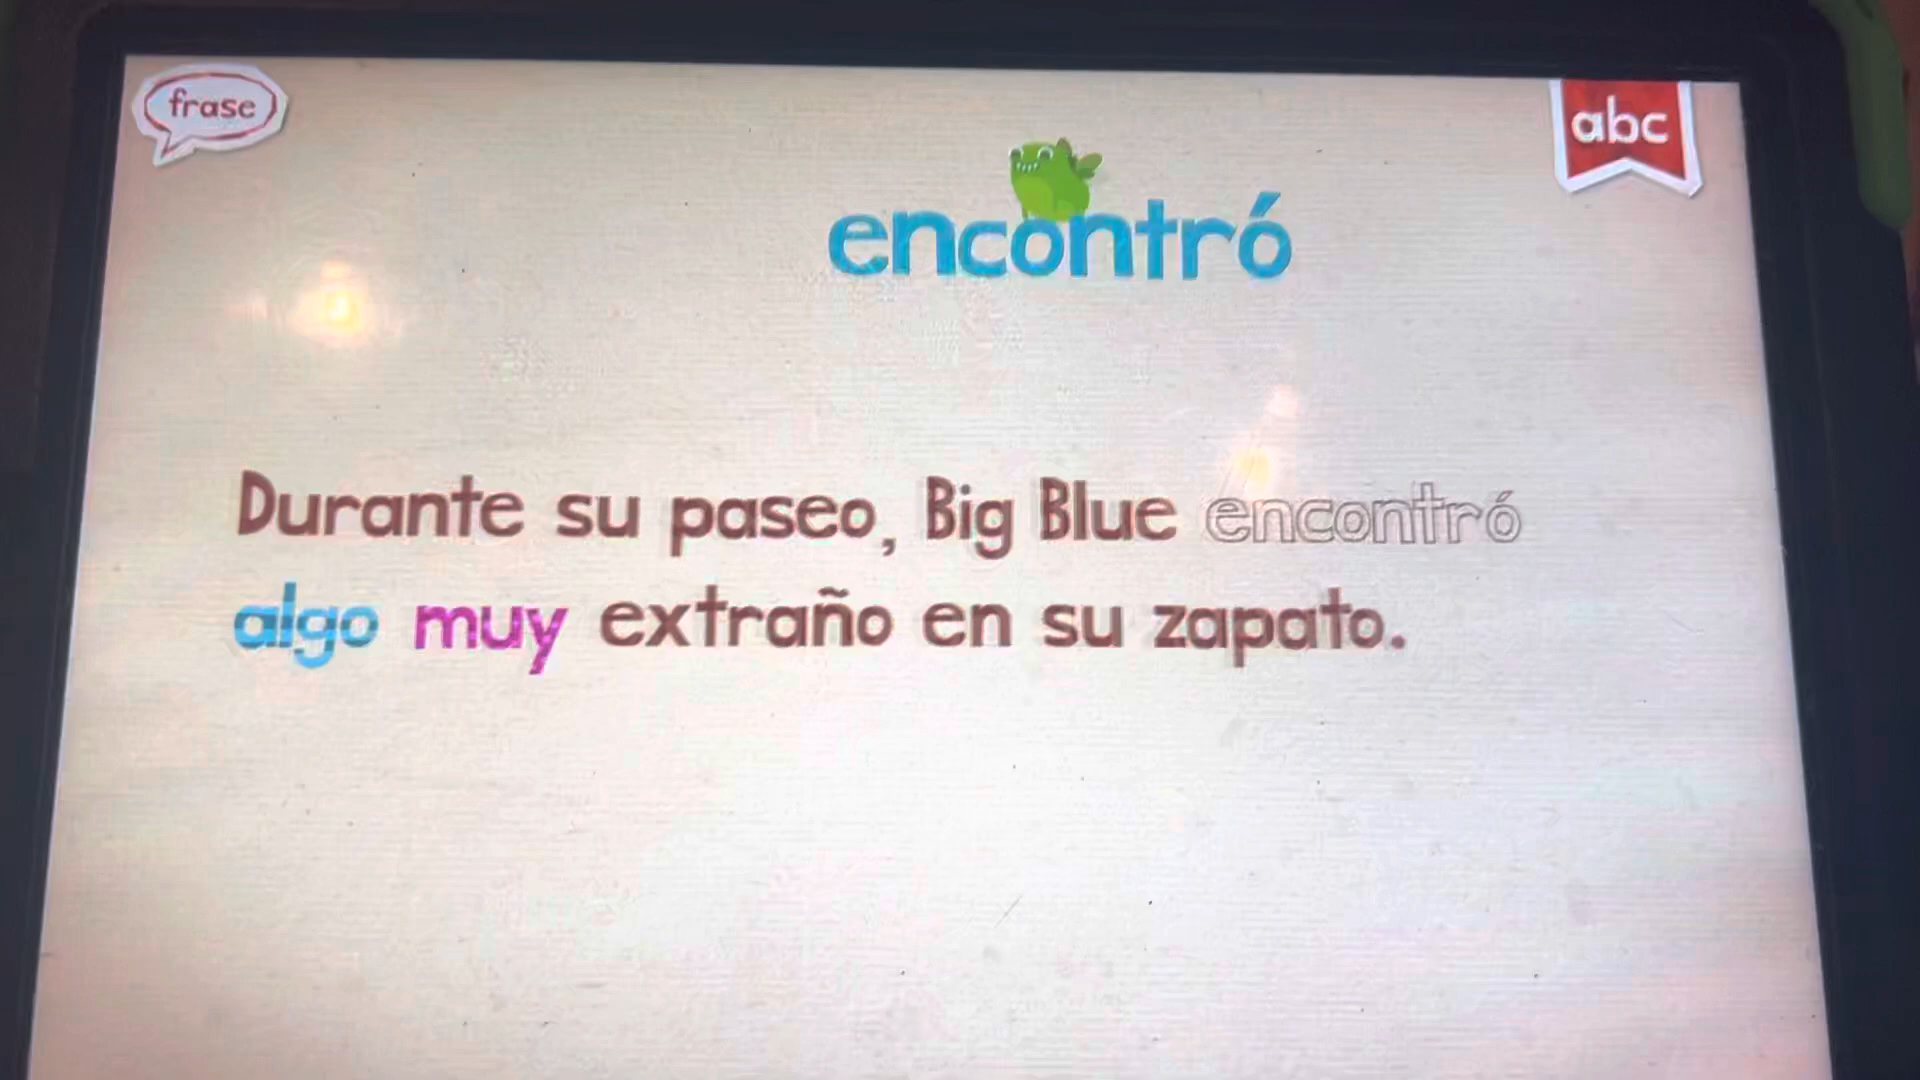 frase
abc
encontró
Durante su paseo, Big Blue encontró
algo muy extraño en su zapato.